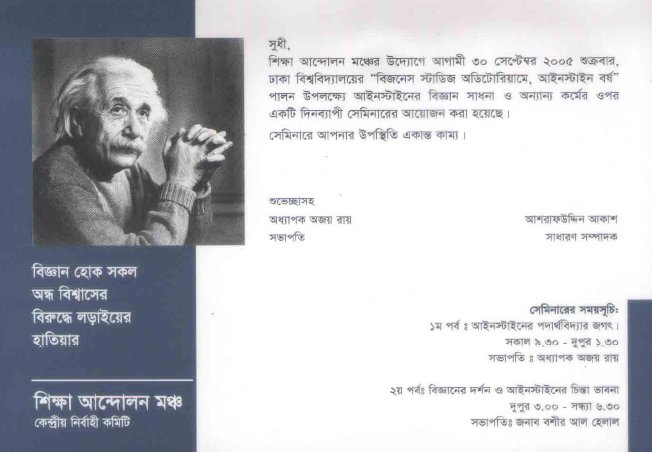 সুধী,
শিক্ষা আন্দোলন মঞ্চের উদ্যোগে আগামী ৩০ সেপ্টেম্বর ২০০৫ শুক্রবার,
ঢাকা বিশ্ববিদ্যালয়ের “বিজনেস স্টাডিজ অডিটোরিয়ামে, আইনস্টাইন বর্ষ”
পালন উপলক্ষ্যে আইনস্টাইনের বিজ্ঞান সাধনা ও অন্যান্য কর্মের ওপর
একটি দিনব্যাপী সেমিনারের আয়োজন করা হয়েছে।
সেমিনারে আপনার উপস্থিতি একান্ত কাম্য।
শুভেচ্ছাসহ
অধ্যাপক অজয় রায়
সভাপতি
আশরাফউদ্দিন আকাশ
সাধারণ সম্পাদক
বিজ্ঞান হোক সকল
অন্ধ বিশ্বাসের
বিরুদ্ধে লড়াইয়ের
হাতিয়ার
শিক্ষা আন্দোলন মঞ্চ
কেন্দ্রীয় নির্বাহী কমিটি
সেমিনারের সময়সূচি:
১ম পর্ব ঃ আইনস্টাইনের পদার্থবিদ্যার জগৎ।
সকাল ৯.৩০ - দুপুর ১.৩০
সভাপতি ঃ অধ্যাপক অজয় রায়
২য় পর্বঃ বিজ্ঞানের দর্শন ও আইনস্টাইনের চিন্তা ভাবনা
দুপুর ৩.০০ - সন্ধ্যা ৬.৩০
সভাপতিঃ জনাব বশীর আল হেলাল